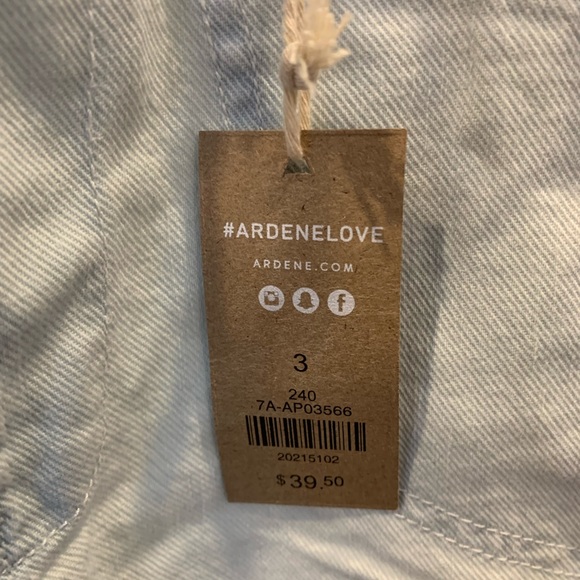 #ARDENELOVE
ARDENE.COM
3
240
7A-AP03566
20215102
$39.50